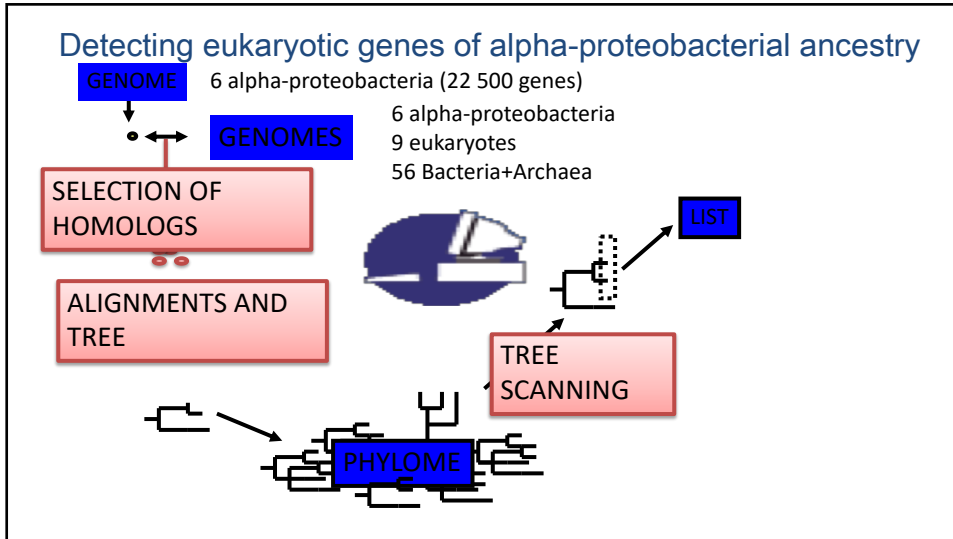 Detecting eukaryotic genes of alpha-proteobacterial ancestry
GENOME
6 alpha-proteobacteria (22 500 genes)
6 alpha-proteobacteria
GENOMES
9 eukaryotes
56 Bacteria+Archaea
SELECTION OF
HOMOLOGS
LIST
ALIGNMENTS AND
TREE
TREE
SCANNING
PHYLOME